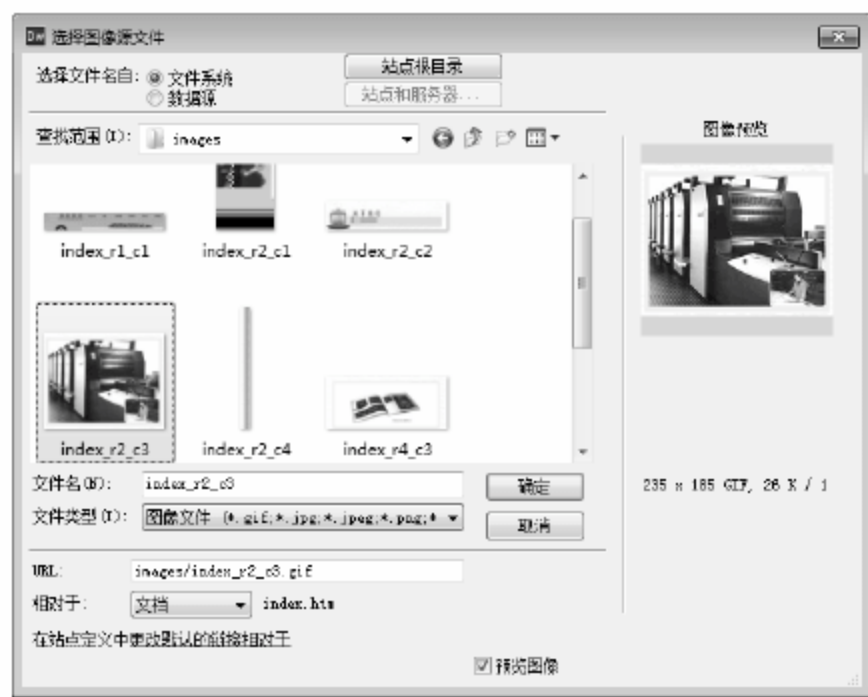 Dw 选择图像源文件
选择文件名自: 文件系统 站点根目录
数据源 站点和服务器...
查找范围(I): images
图像预览
index_r1_c1 index_r2_c1 index_r2_c2
index_r2_c3 index_r2_c4 index_r4_c3
文件名(N): index_r2_c3 确定
235 x 185 GIF, 26 K / 1
文件类型(T): 图像文件 (*.gif;*.jpg;*.jpeg;*.png;* 取消
URL: images/index_r2_c3.gif
相对于: 文档 index.htm
在站点定义中更改默认的链接相对于
预览图像